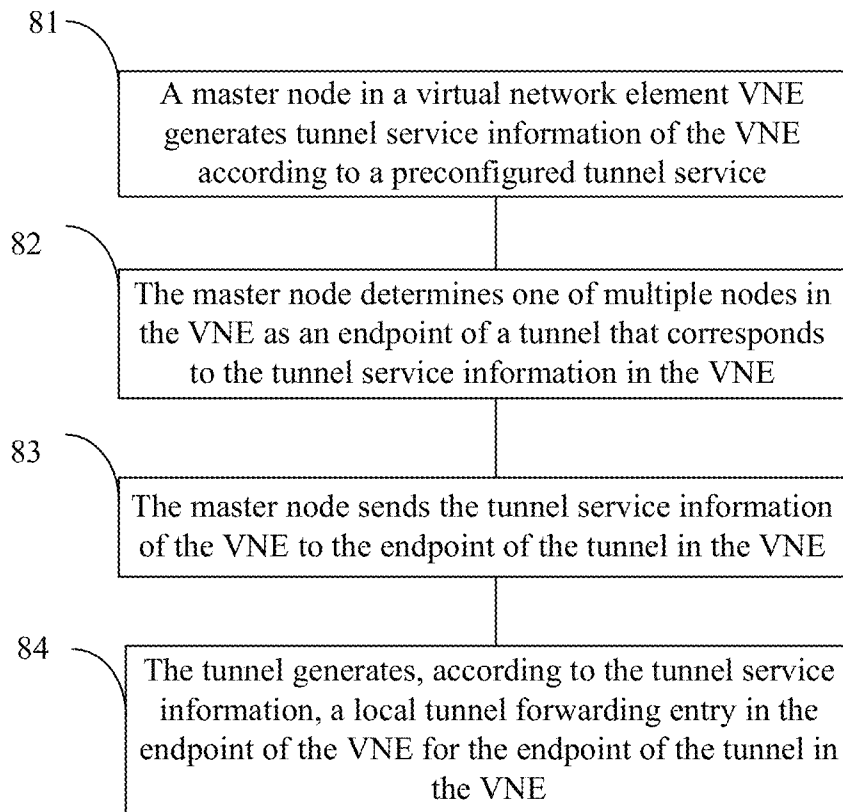 81
A master node in a virtual network element VNE
generates tunnel service information of the VNE
according to a preconfigured tunnel service
82
The master node determines one of multiple nodes in
the VNE as an endpoint of a tunnel that corresponds
to the tunnel service information in the VNE
83
The master node sends the tunnel service information
of the VNE to the endpoint of the tunnel in the VNE
84
The tunnel generates, according to the tunnel service
information, a local tunnel forwarding entry in the
endpoint of the VNE for the endpoint of the tunnel in
the VNE